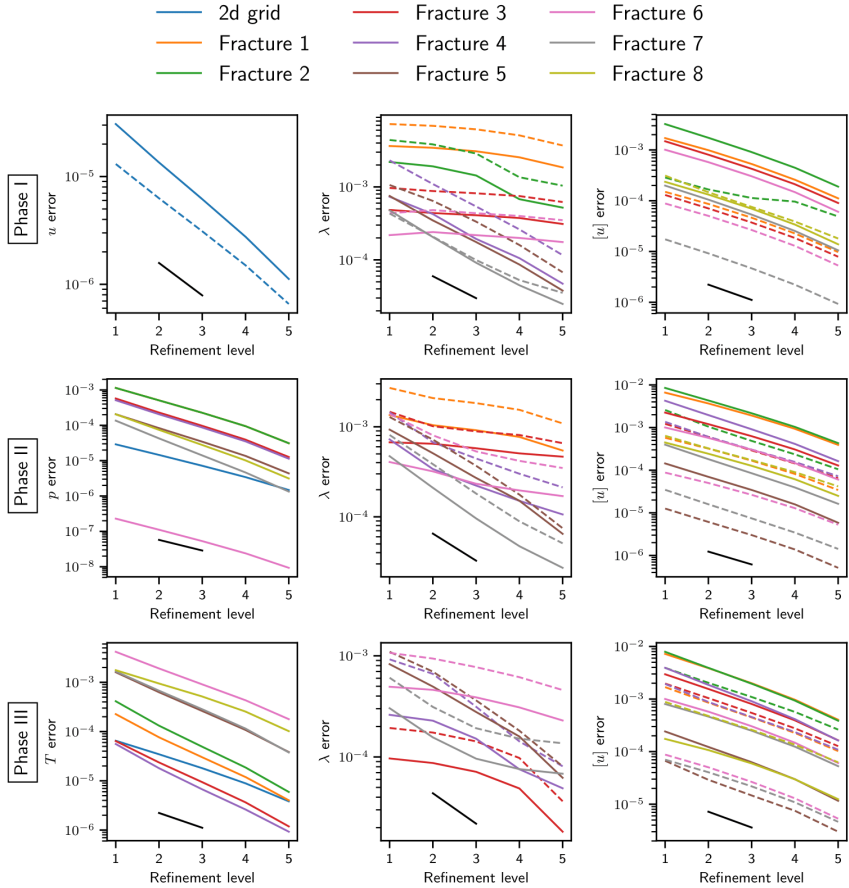 2d grid Fracture 3 Fracture 6
Fracture 1 Fracture 4 Fracture 7
Fracture 2 Fracture 5 Fracture 8
Phase I
u error
10⁻⁵
10⁻⁶
1 2 3 4 5
Refinement level
λ error
10⁻³
10⁻⁴
1 2 3 4 5
Refinement level
[u] error
10⁻³
10⁻⁴
10⁻⁵
10⁻⁶
1 2 3 4 5
Refinement level
Phase II
p error
10⁻³
10⁻⁴
10⁻⁵
10⁻⁶
10⁻⁷
10⁻⁸
1 2 3 4 5
Refinement level
λ error
10⁻³
10⁻⁴
1 2 3 4 5
Refinement level
[u] error
10⁻²
10⁻³
10⁻⁴
10⁻⁵
10⁻⁶
1 2 3 4 5
Refinement level
Phase III
T error
10⁻³
10⁻⁴
10⁻⁵
10⁻⁶
1 2 3 4 5
Refinement level
λ error
10⁻³
10⁻⁴
1 2 3 4 5
Refinement level
[u] error
10⁻²
10⁻³
10⁻⁴
10⁻⁵
1 2 3 4 5
Refinement level